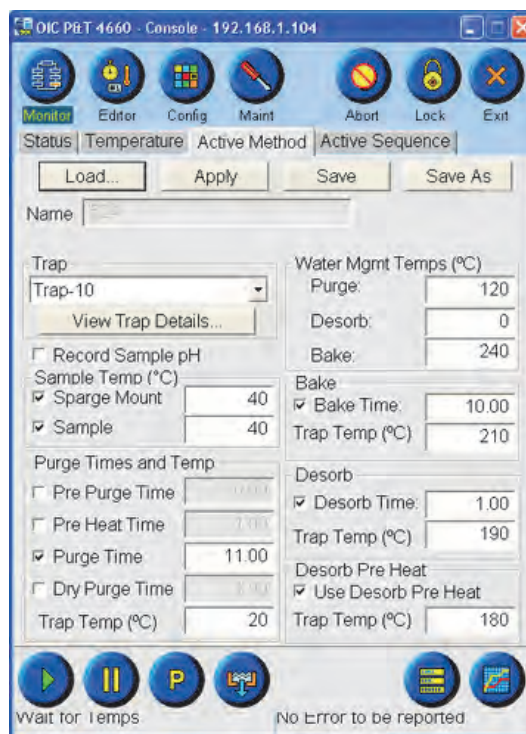 OIC P&T 4660 - Console - 192.168.1.104
Monitor Editor Config Maint Abort Lock Exit
Status Temperature Active Method Active Sequence
Load... Apply Save Save As
Name
Trap
Trap-10
View Trap Details...
Record Sample pH
Sample Temp (°C)
Sparge Mount 40
Sample 40
Purge Times and Temp
Pre Purge Time
Pre Heat Time
Purge Time 11.00
Dry Purge Time
Trap Temp (ºC) 20
Water Mgmt Temps (ºC)
Purge: 120
Desorb: 0
Bake: 240
Bake
Bake Time: 10.00
Trap Temp (ºC) 210
Desorb
Desorb Time: 1.00
Trap Temp (ºC) 190
Desorb Pre Heat
Use Desorb Pre Heat
Trap Temp (ºC) 180
P
Wait for Temps No Error to be reported